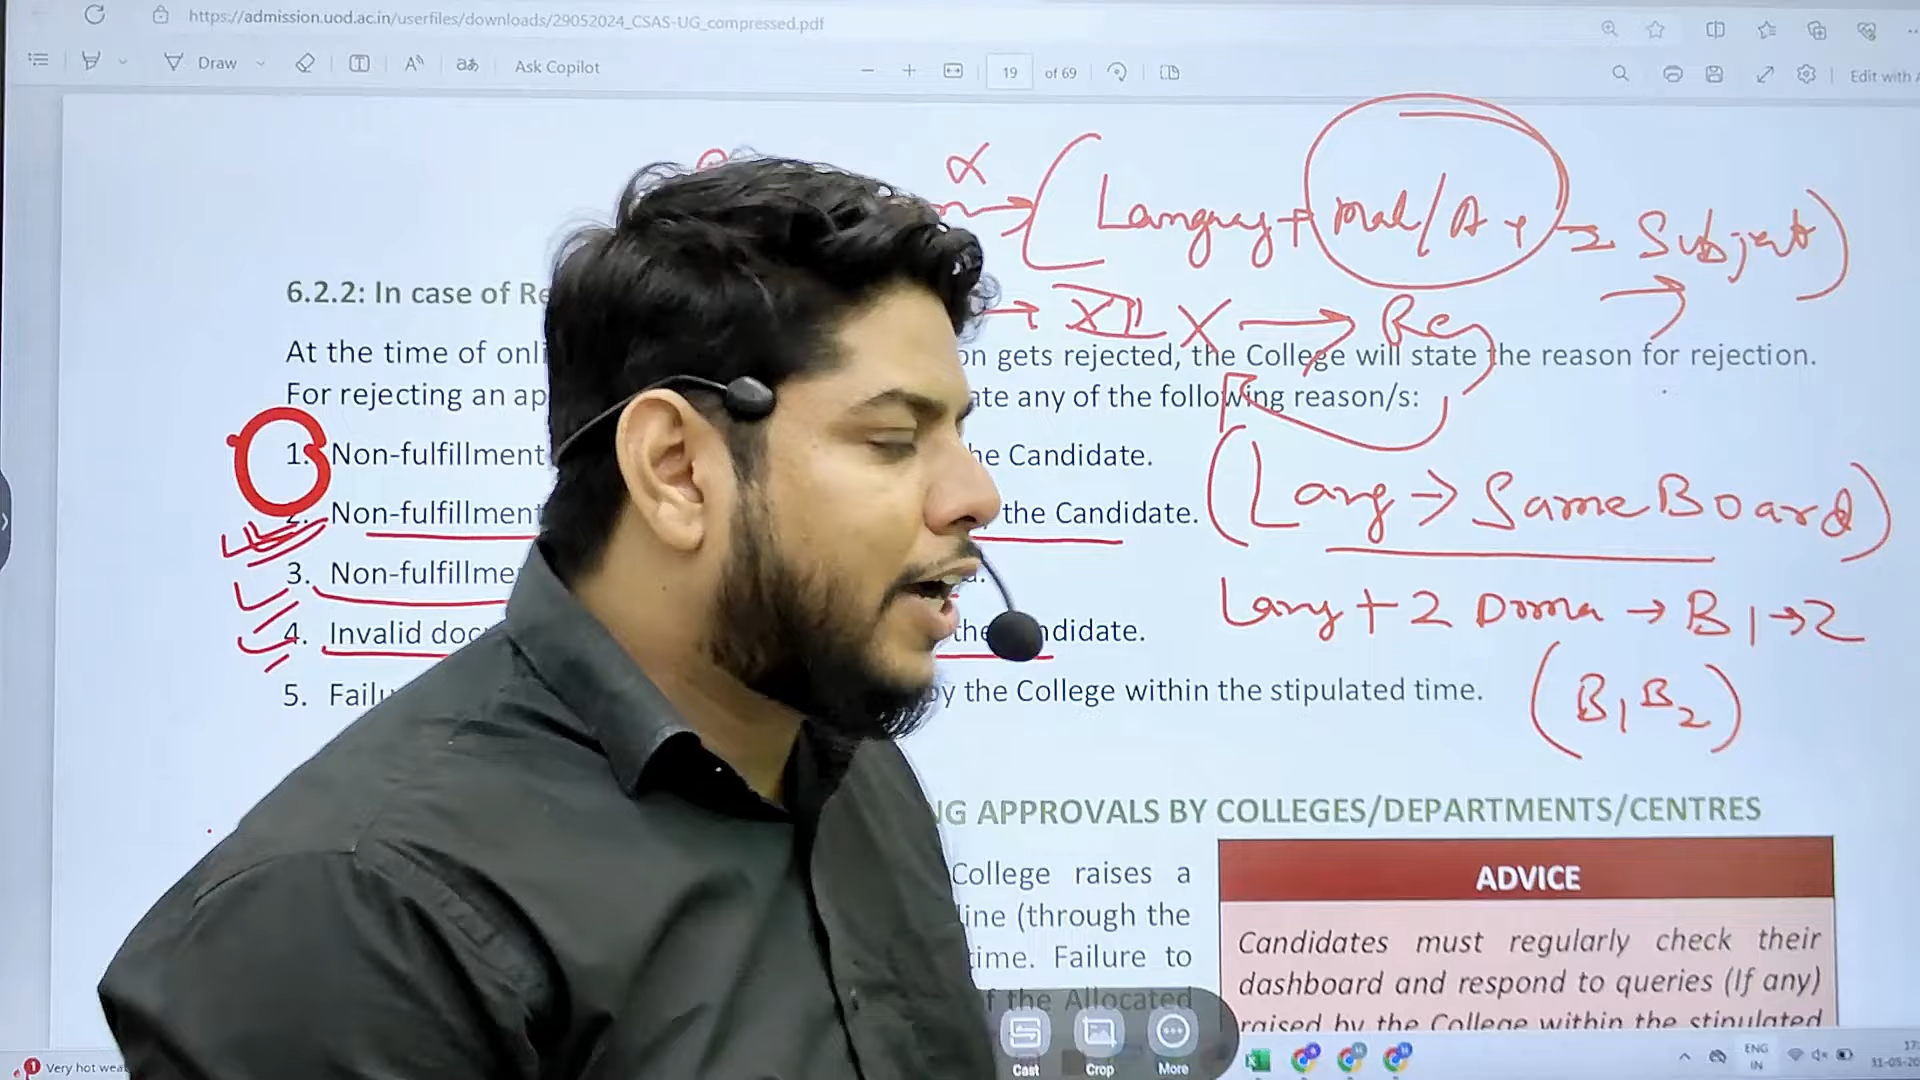 https://admission.uod.ac.in/userfiles/downloads/29052024_CSAS-UG_compressed.pdf
Draw
Ask Copilot
19 of 69
Edit with
α
Language + /A + 2 Subject)
XII X → Rej
6.2.2: In case of Re
At the time of onli on gets rejected, the College will state the reason for rejection.
For rejecting an ap ate any of the following reason/s:
1. Non-fulfillment he Candidate.
2. Non-fulfillment the Candidate.
(Lang → Same Board)
3. Non-fulfillme
Lang + 2 Doma → B1 → 2
4. Invalid doc the ndidate.
5. Failu by the College within the stipulated time.
(B1 B2)
NG APPROVALS BY COLLEGES/DEPARTMENTS/CENTRES
College raises a
line (through the
time. Failure to
f the Allocated
ADVICE
Candidates must regularly check their
dashboard and respond to queries (If any)
raised by the College within the stipulated
Cast Crop More
1 Very hot wea
ENG
IN
17:
31-05-20